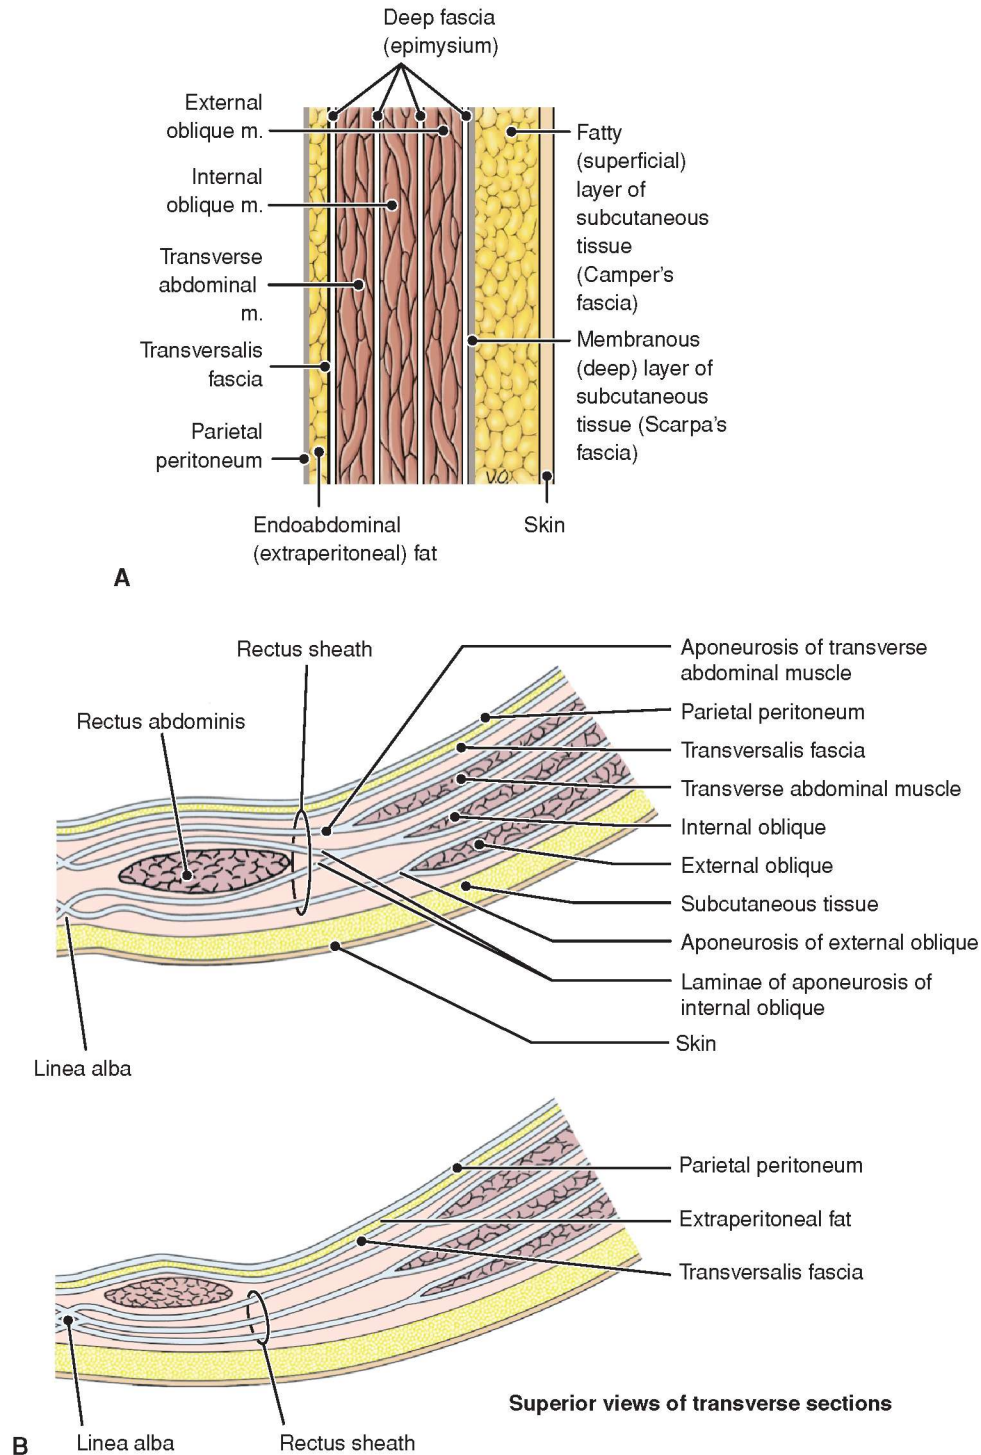 Deep fascia
(epimysium)
External
oblique m.
Internal
oblique m.
Transverse
abdominal
m.
Transversalis
fascia
Parietal
peritoneum
Endoabdominal
(extraperitoneal) fat
Fatty
(superficial)
layer of
subcutaneous
tissue
(Camper's
fascia)
Membranous
(deep) layer of
subcutaneous
tissue (Scarpa's
fascia)
V.O.
Skin
A
Rectus sheath
Rectus abdominis
Linea alba
Aponeurosis of transverse
abdominal muscle
Parietal peritoneum
Transversalis fascia
Transverse abdominal muscle
Internal oblique
External oblique
Subcutaneous tissue
Aponeurosis of external oblique
Laminae of aponeurosis of
internal oblique
Skin
Parietal peritoneum
Extraperitoneal fat
Transversalis fascia
Superior views of transverse sections
B
Linea alba
Rectus sheath